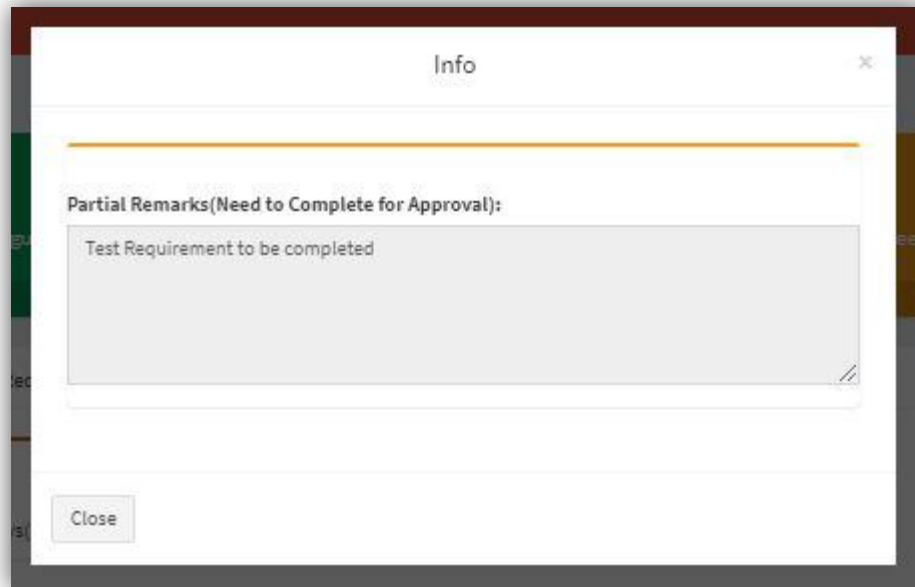 Info
×
Partial Remarks(Need to Complete for Approval):
Test Requirement to be completed
Close